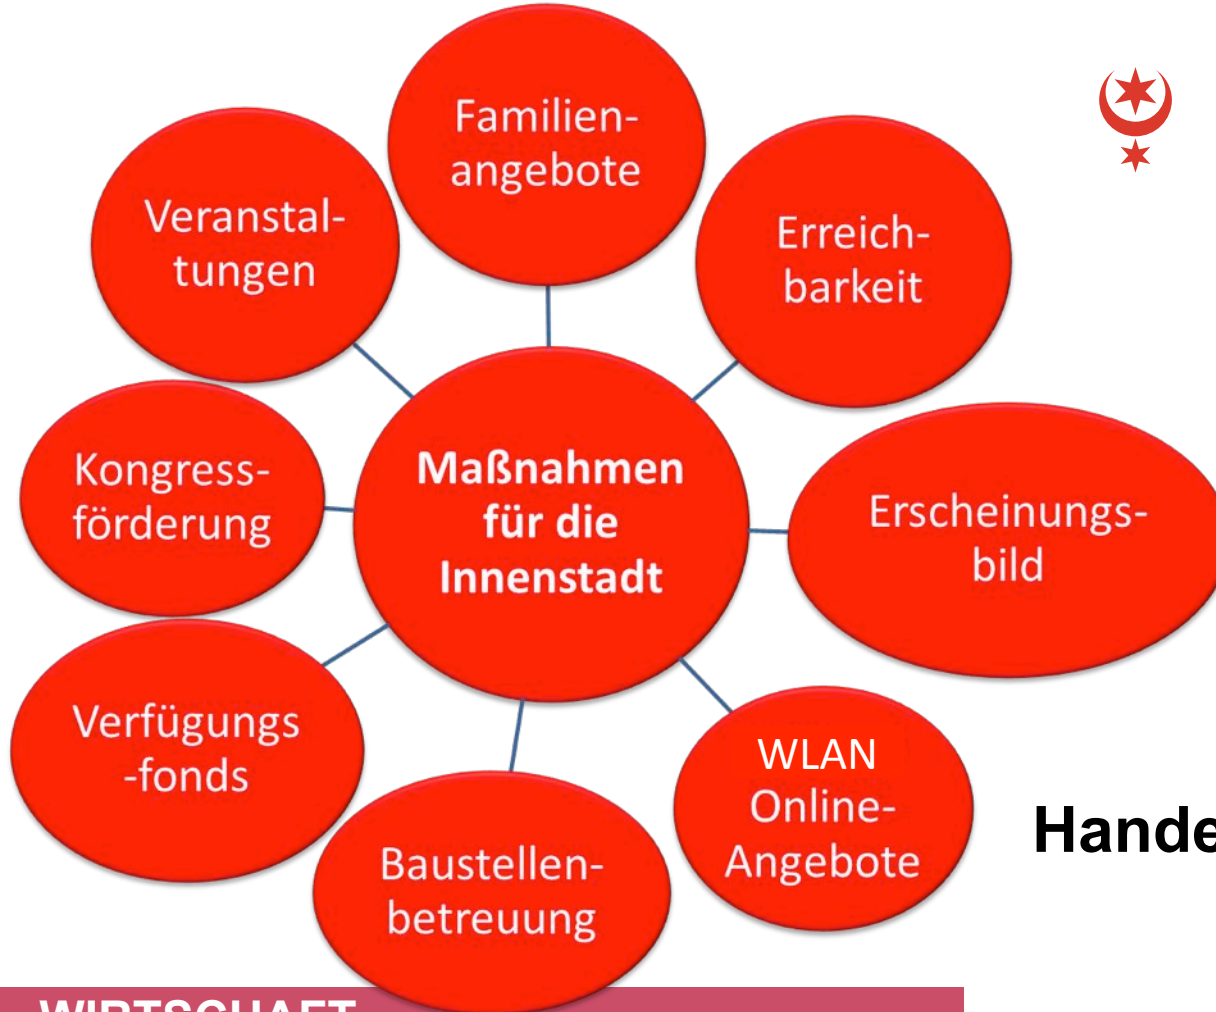 Familien-
angebote
Veranstal-
tungen
Erreich-
barkeit
Kongress-
förderung
Maßnahmen
für die
Innenstadt
Erscheinungs-
bild
Verfügungs
-fonds
WLAN
Online-
Angebote
Baustellen-
betreuung
Hande
WIRTSCHAFT